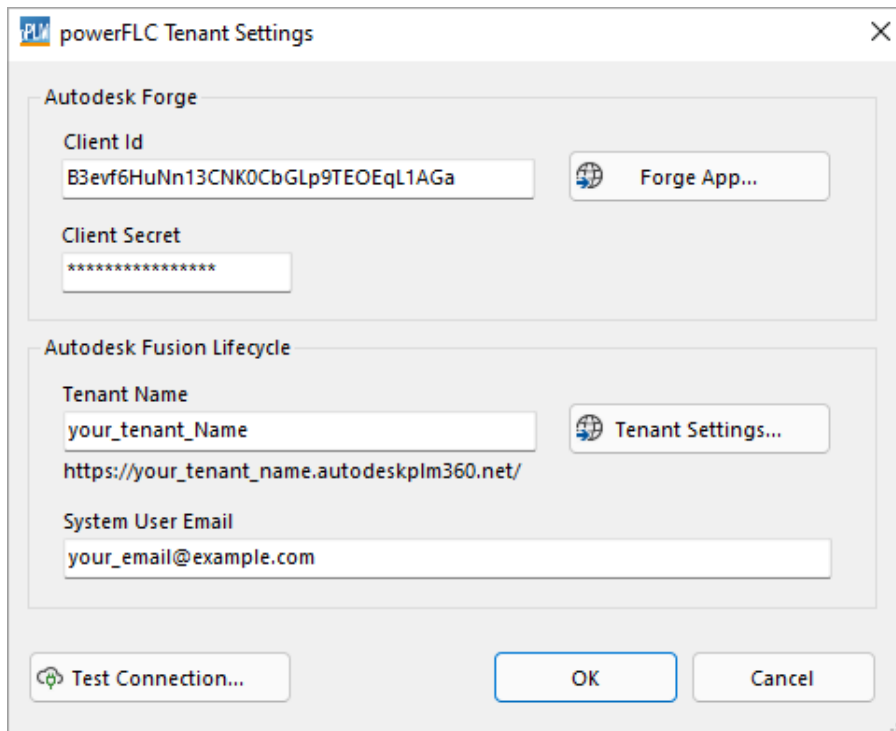 powerFLC Tenant Settings
Autodesk Forge
Client Id
B3evf6HuNn13CNK0CbGLp9TEOEqL1AGa
Forge App...
Client Secret
****************
Autodesk Fusion Lifecycle
Tenant Name
your_tenant_Name
Tenant Settings...
https://your_tenant_name.autodeskplm360.net/
System User Email
your_email@example.com
Test Connection...
OK
Cancel